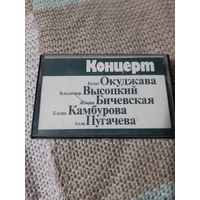 Концерт
Булат Окуджава
Владимир Высоцкий
Жанна Бичевская
Елена Камбурова
Алла Пугачева